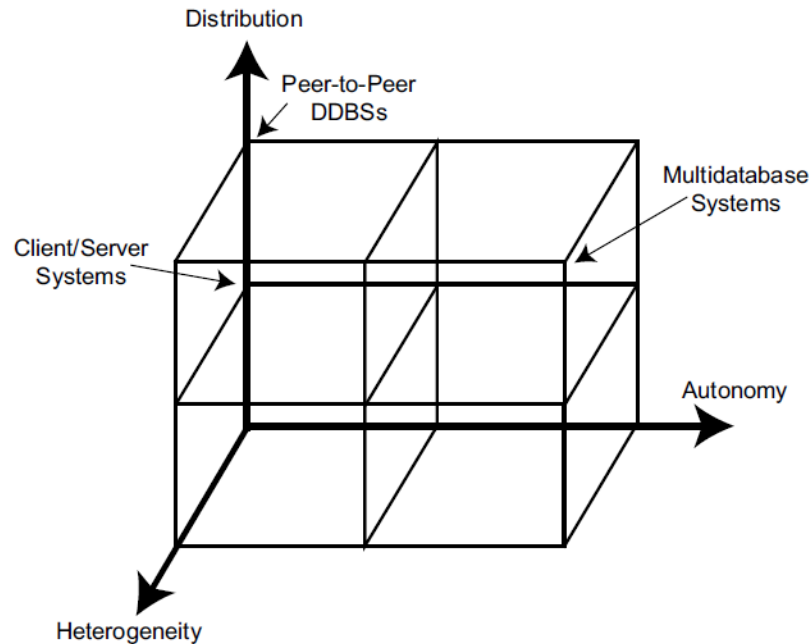 Distribution
Peer-to-Peer
DDBSs
Multidatabase
Systems
Client/Server
Systems
Autonomy
Heterogeneity